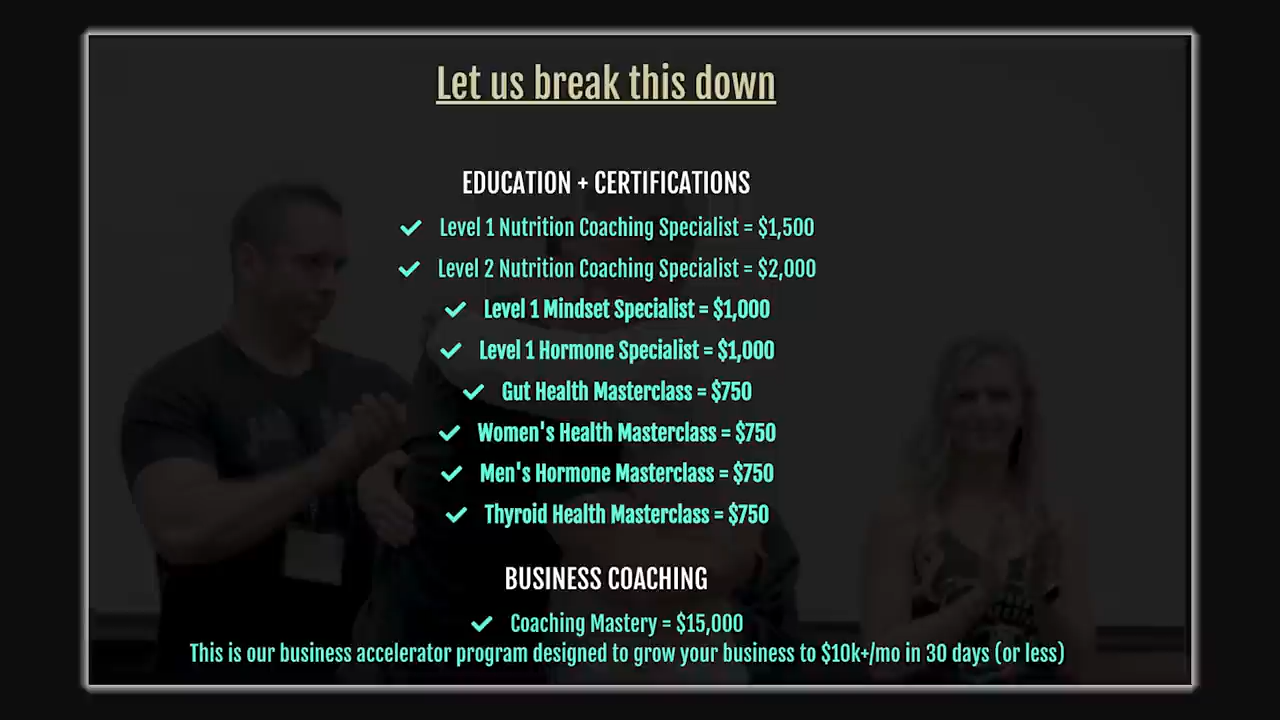 Let us break this down
EDUCATION + CERTIFICATIONS
Level 1 Nutrition Coaching Specialist = $1,500
Level 2 Nutrition Coaching Specialist = $2,000
Level 1 Mindset Specialist = $1,000
Level 1 Hormone Specialist = $1,000
Gut Health Masterclass = $750
Women's Health Masterclass = $750
Men's Hormone Masterclass = $750
Thyroid Health Masterclass = $750
BUSINESS COACHING
Coaching Mastery = $15,000
This is our business accelerator program designed to grow your business to $10k+/mo in 30 days (or less)